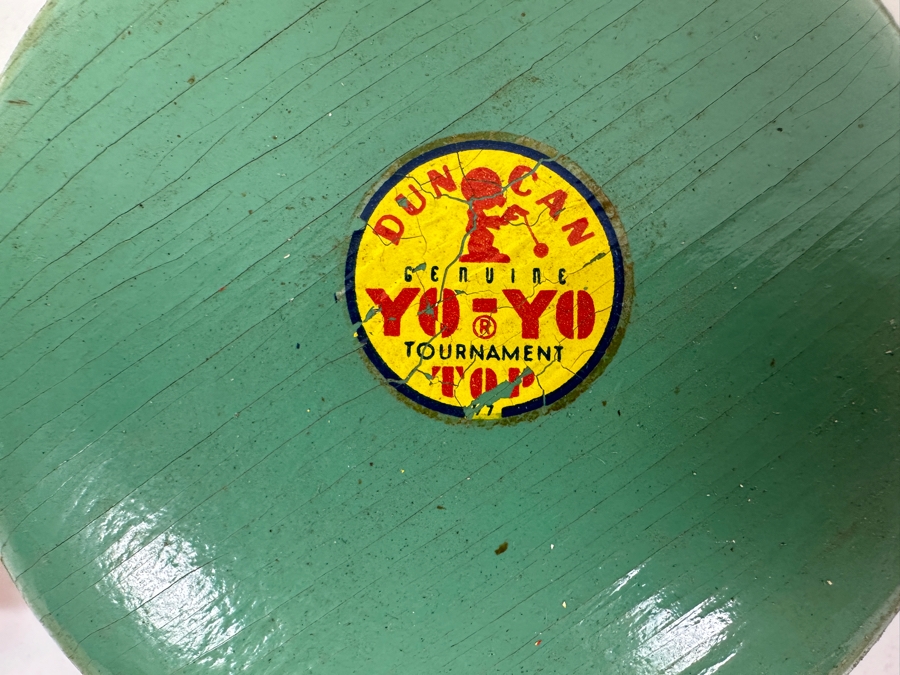 DUNCAN
GENUINE
YO-YO
®
TOURNAMENT
TOP